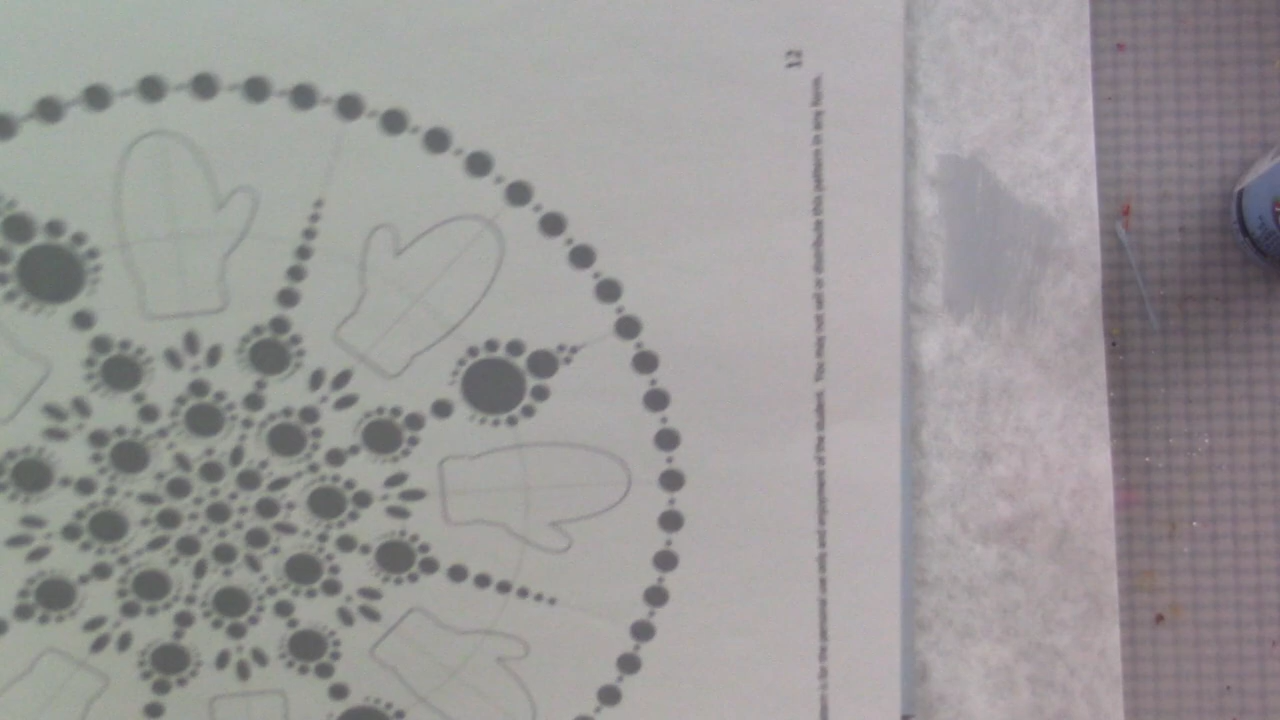 12
is for the personal use only and enjoyment of the student. You may not sell or distribute this pattern in any form.